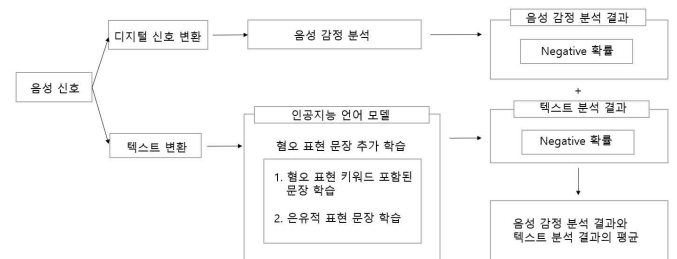 음성 신호
디지털 신호 변환
음성 감정 분석
음성 감정 분석 결과
Negative 확률
+
텍스트 변환
인공지능 언어 모델
혐오 표현 문장 추가 학습
1. 혐오 표현 키워드 포함된
문장 학습
2. 은유적 표현 문장 학습
텍스트 분석 결과
Negative 확률
음성 감정 분석 결과와
텍스트 분석 결과의 평균